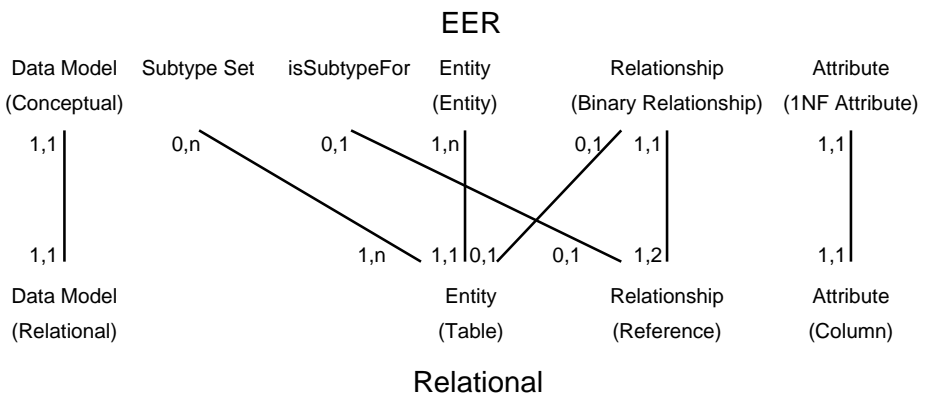 EER
Data Model Subtype Set isSubtypeFor Entity Relationship Attribute
(Conceptual) (Entity) (Binary Relationship) (1NF Attribute)
1,1 0,n 0,1 1,n 0,1 1,1 1,1
1,1 1,n 1,1 0,1 0,1 1,2 1,1
Data Model Entity Relationship Attribute
(Relational) (Table) (Reference) (Column)
Relational